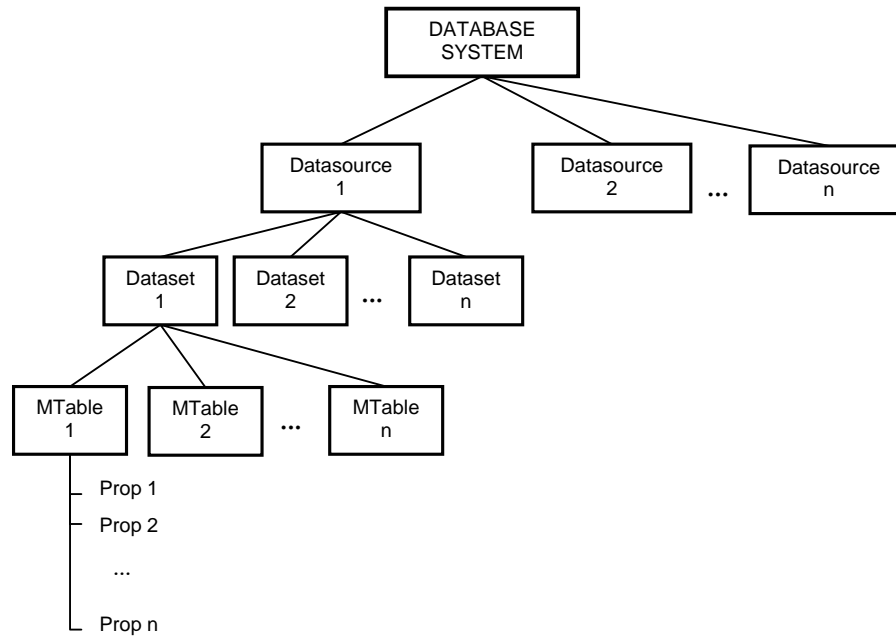 DATABASE
SYSTEM
Datasource
1
Datasource
2
...
Datasource
n
Dataset
1
Dataset
2
...
Dataset
n
MTable
1
MTable
2
...
MTable
n
Prop 1
Prop 2
...
Prop n